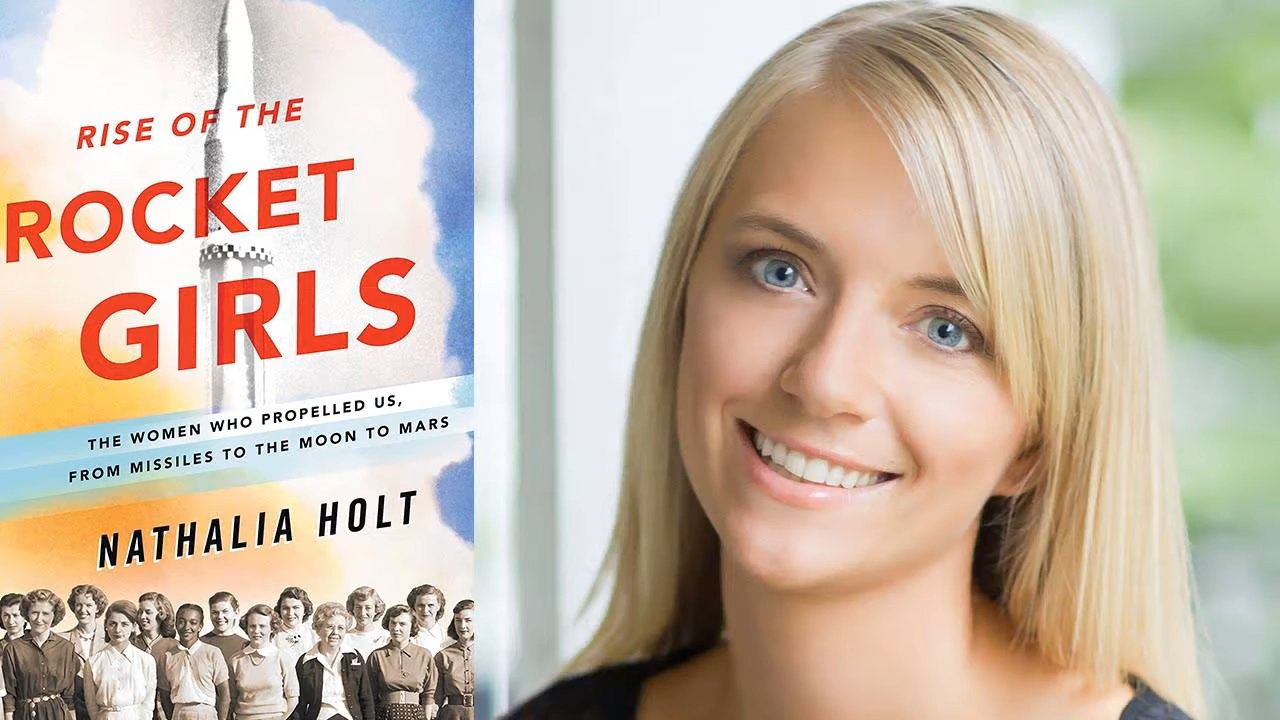 RISE OF THE
ROCKET
GIRLS
THE WOMEN WHO PROPELLED US,
FROM MISSILES TO THE MOON TO MARS
NATHALIA HOLT